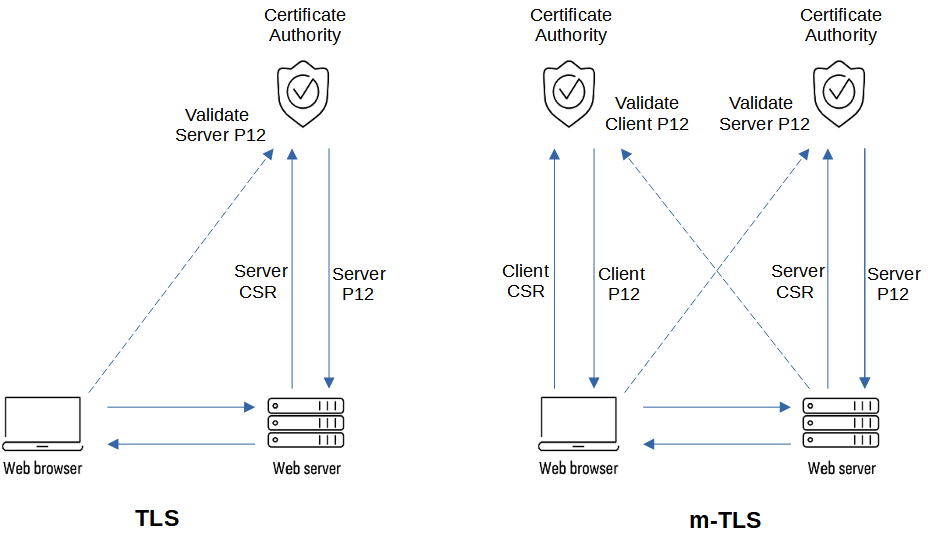 Certificate
Authority
Validate
Server P12
Server
CSR
Server
P12
Web browser
Web server
TLS
Certificate
Authority
Certificate
Authority
Validate
Client P12
Validate
Server P12
Client
CSR
Client
P12
Server
CSR
Server
P12
Web browser
Web server
m-TLS